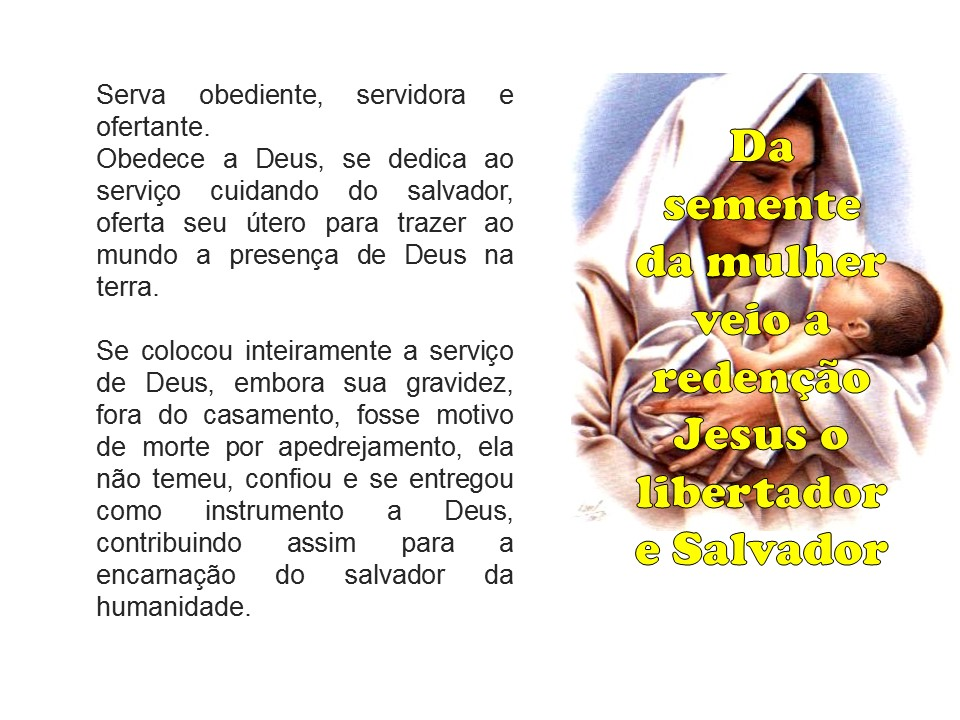 Serva obediente, servidora e
ofertante.
Obedece a Deus, se dedica ao
serviço cuidando do salvador,
oferta seu útero para trazer ao
mundo a presença de Deus na
terra.
Se colocou inteiramente a serviço
de Deus, embora sua gravidez,
fora do casamento, fosse motivo
de morte por apedrejamento, ela
não temeu, confiou e se entregou
como instrumento a Deus,
contribuindo assim para a
encarnação do salvador da
humanidade.
Da
semente
da mulher
veio a
redenção
Jesus o
libertador
e Salvador